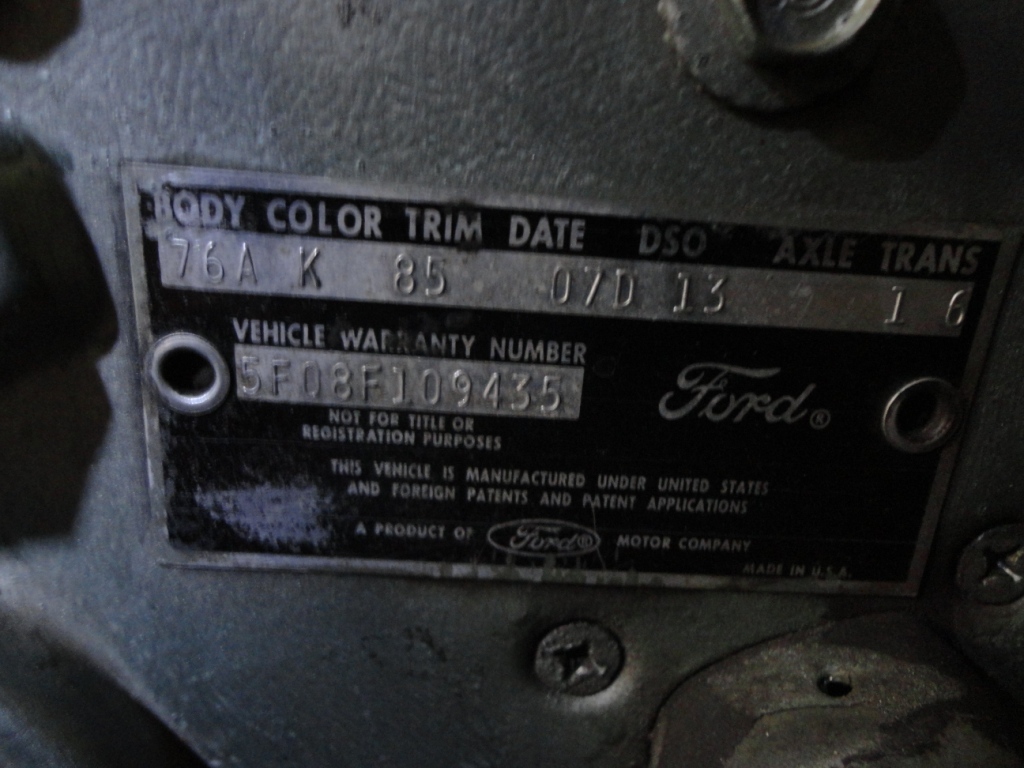 BODY COLOR TRIM DATE DSO AXLE TRANS
76A K 85 07D 13 1 6
VEHICLE WARRANTY NUMBER
5F08F109435
Ford®
NOT FOR TITLE OR
REGISTRATION PURPOSES
THIS VEHICLE IS MANUFACTURED UNDER UNITED STATES
AND FOREIGN PATENTS AND PATENT APPLICATIONS
A PRODUCT OF Ford® MOTOR COMPANY
MADE IN U.S.A.